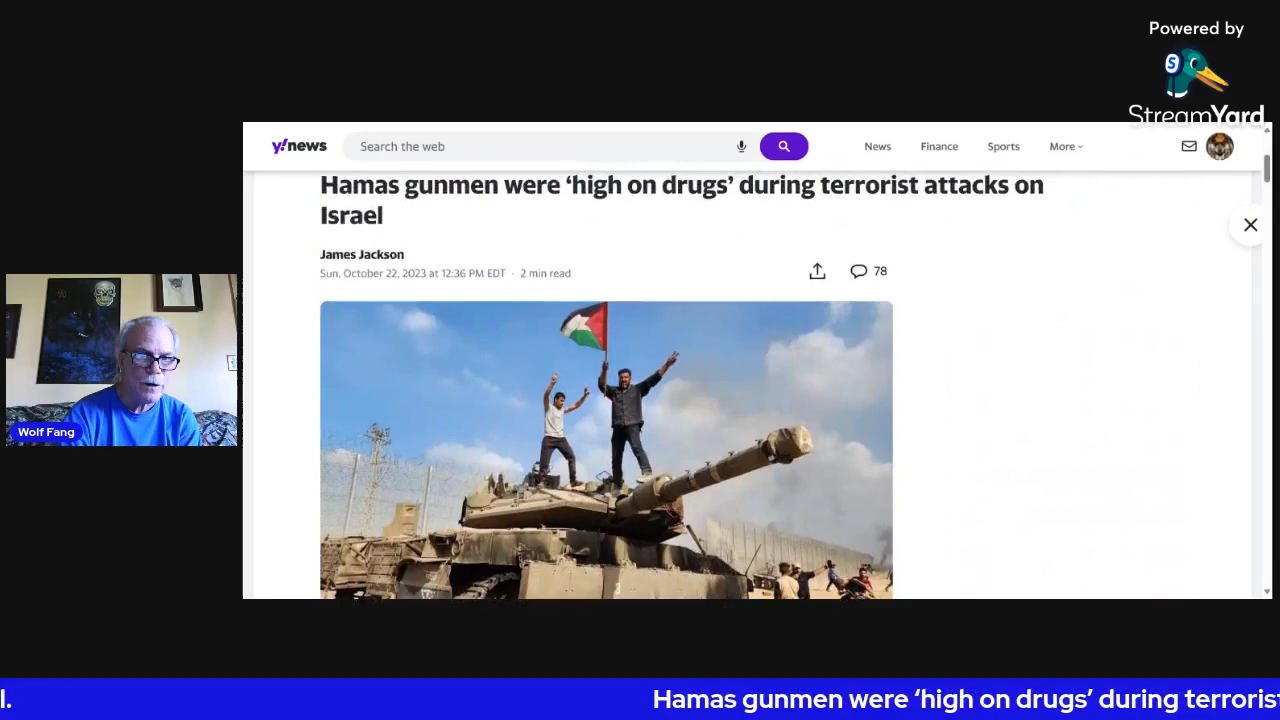 Powered by
StreamYard
y!news
Search the web
News
Finance
Sports
More
Hamas gunmen were ‘high on drugs’ during terrorist attacks on
Israel
James Jackson
Sun, October 22, 2023 at 12:36 PM EDT · 2 min read
78
Wolf Fang
l.
Hamas gunmen were ‘high on drugs’ during terrorist